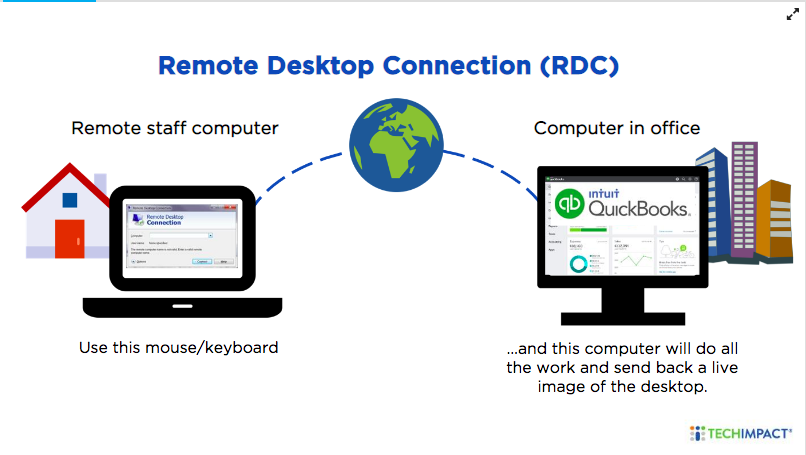 Remote Desktop Connection (RDC)
Remote staff computer
Computer in office
Remote Desktop
Connection
intuit
qb QuickBooks.
Use this mouse/keyboard
...and this computer will do all
the work and send back a live
image of the desktop.
TECHIMPACT